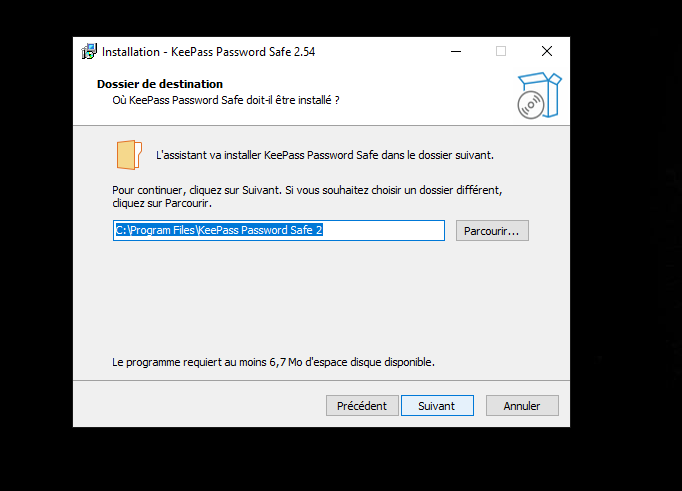 Installation - KeePass Password Safe 2.54
Dossier de destination
Où KeePass Password Safe doit-il être installé ?
L'assistant va installer KeePass Password Safe dans le dossier suivant.
Pour continuer, cliquez sur Suivant. Si vous souhaitez choisir un dossier différent,
cliquez sur Parcourir.
C:\Program Files\KeePass Password Safe 2
Parcourir...
Le programme requiert au moins 6,7 Mo d'espace disque disponible.
Précédent
Suivant
Annuler